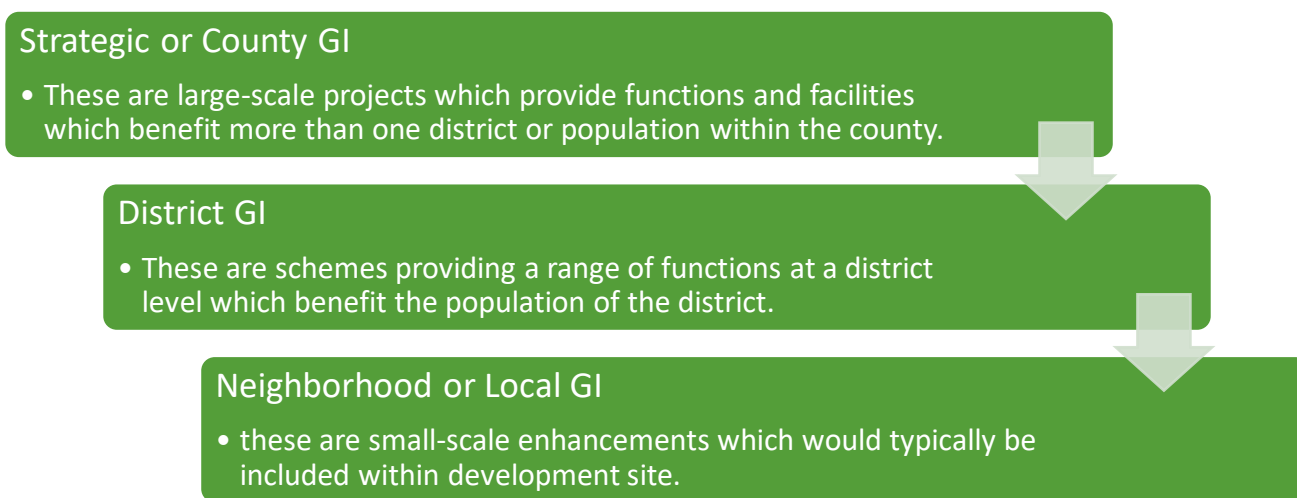 Strategic or County GI
• These are large-scale projects which provide functions and facilities
which benefit more than one district or population within the county.
District GI
• These are schemes providing a range of functions at a district
level which benefit the population of the district.
Neighborhood or Local GI
• these are small-scale enhancements which would typically be
included within development site.